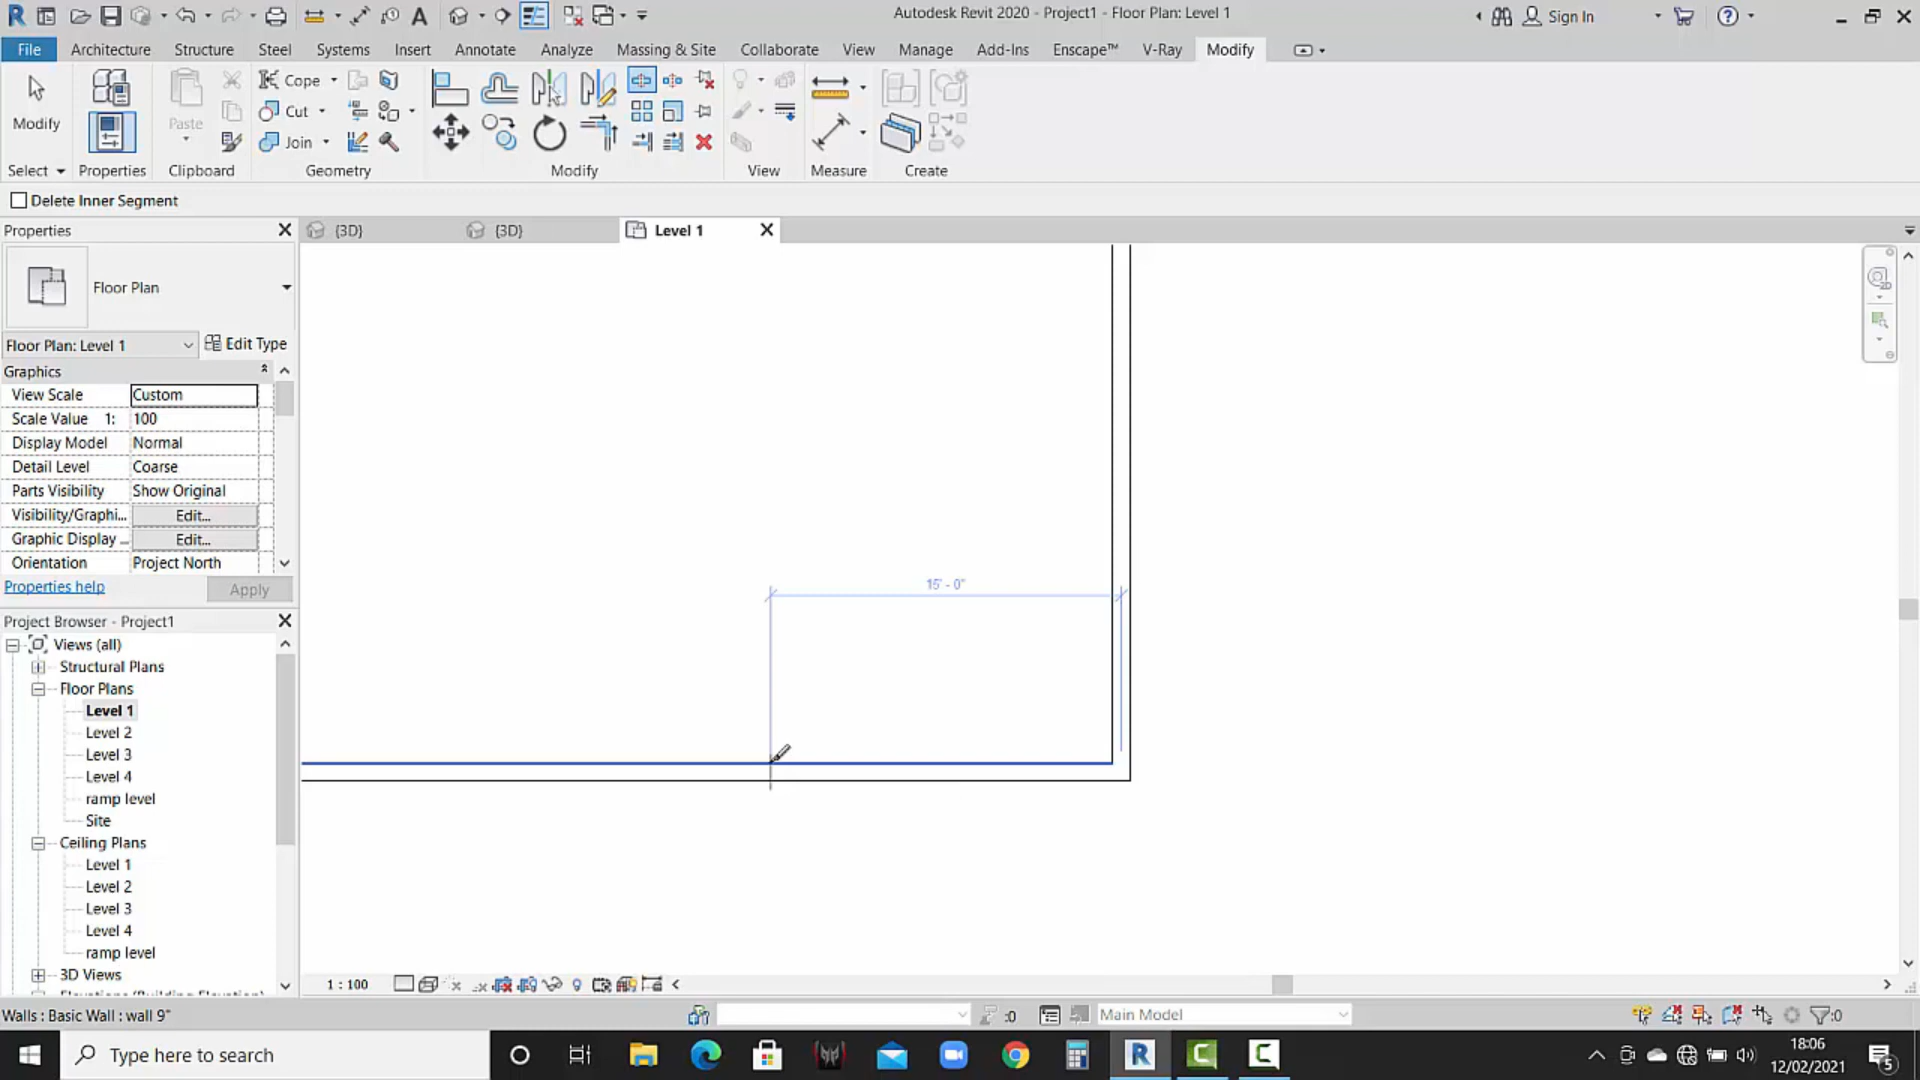 Autodesk Revit 2020 - Project1 - Floor Plan: Level 1
Sign In
File Architecture Structure Steel Systems Insert Annotate Analyze Massing & Site Collaborate View Manage Add-Ins Enscape™ V-Ray Modify
Modify
Paste
Cope
Cut
Join
Select Properties Clipboard Geometry Modify View Measure Create
Delete Inner Segment
Properties
{3D}
{3D}
Level 1
Floor Plan
Floor Plan: Level 1
Edit Type
Graphics
View Scale Custom
Scale Value 1: 100
Display Model Normal
Detail Level Coarse
Parts Visibility Show Original
Visibility/Graphi... Edit...
Graphic Display ... Edit...
Orientation Project North
Properties help
Apply
15' - 0"
Project Browser - Project1
Views (all)
Structural Plans
Floor Plans
Level 1
Level 2
Level 3
Level 4
ramp level
Site
Ceiling Plans
Level 1
Level 2
Level 3
Level 4
ramp level
3D Views
Elevations (Building Elevation)
1 : 100
Walls : Basic Wall : wall 9"
:0
Main Model
:0
Type here to search
18:06
12/02/2021
5